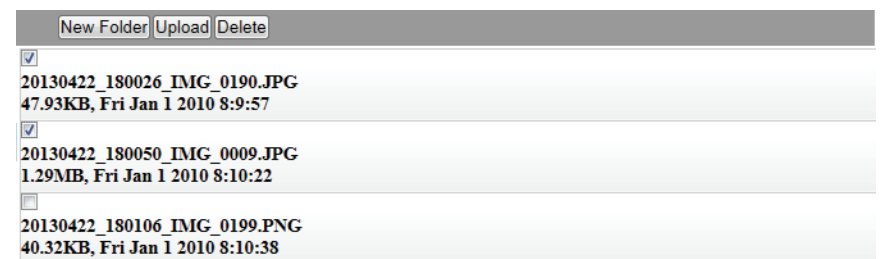 New Folder Upload Delete
20130422_180026_IMG_0190.JPG
47.93KB, Fri Jan 1 2010 8:9:57
20130422_180050_IMG_0009.JPG
1.29MB, Fri Jan 1 2010 8:10:22
20130422_180106_IMG_0199.PNG
40.32KB, Fri Jan 1 2010 8:10:38